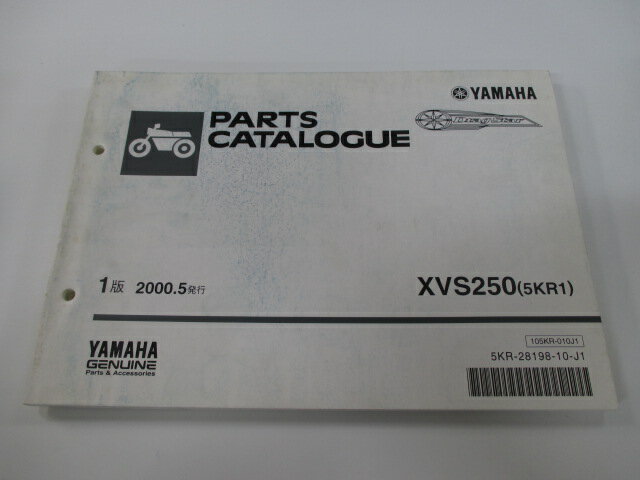 YAMAHA
PARTS
CATALOGUE
DragStar
1版 2000.5発行
XVS250(5KR1)
105KR-010J1
5KR-28198-10-J1
YAMAHA
GENUINE
Parts & Accessories